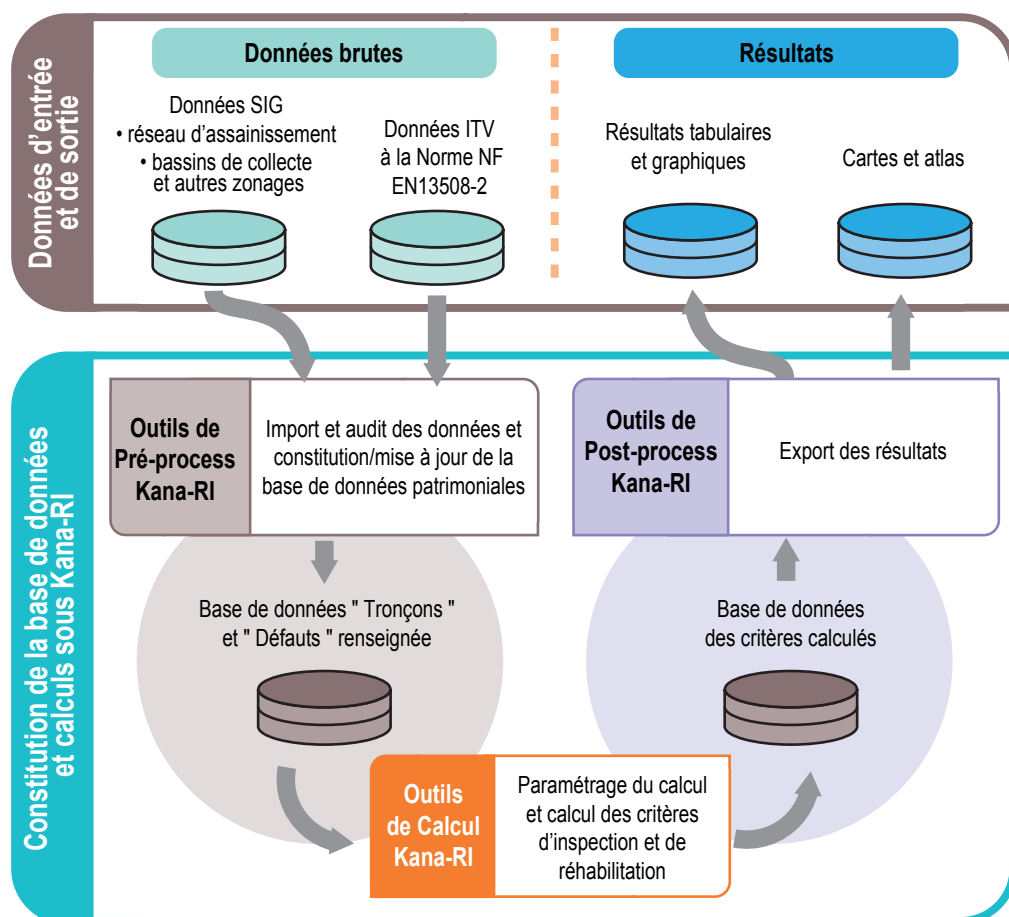 Données d'entrée
et de sortie
Données brutes
Résultats
Données SIG
• réseau d'assainissement
• bassins de collecte
et autres zonages
Données ITV
à la Norme NF
EN13508-2
Résultats tabulaires
et graphiques
Cartes et atlas
Constitution de la base de données
et calculs sous Kana-RI
Outils de
Pré-process
Kana-RI
Import et audit des données et
constitution/mise à jour de la
base de données patrimoniales
Outils de
Post-process
Kana-RI
Export des résultats
Base de données " Tronçons "
et " Défauts " renseignée
Base de données
des critères calculés
Outils
de Calcul
Kana-RI
Paramétrage du calcul
et calcul des critères
d'inspection et de
réhabilitation